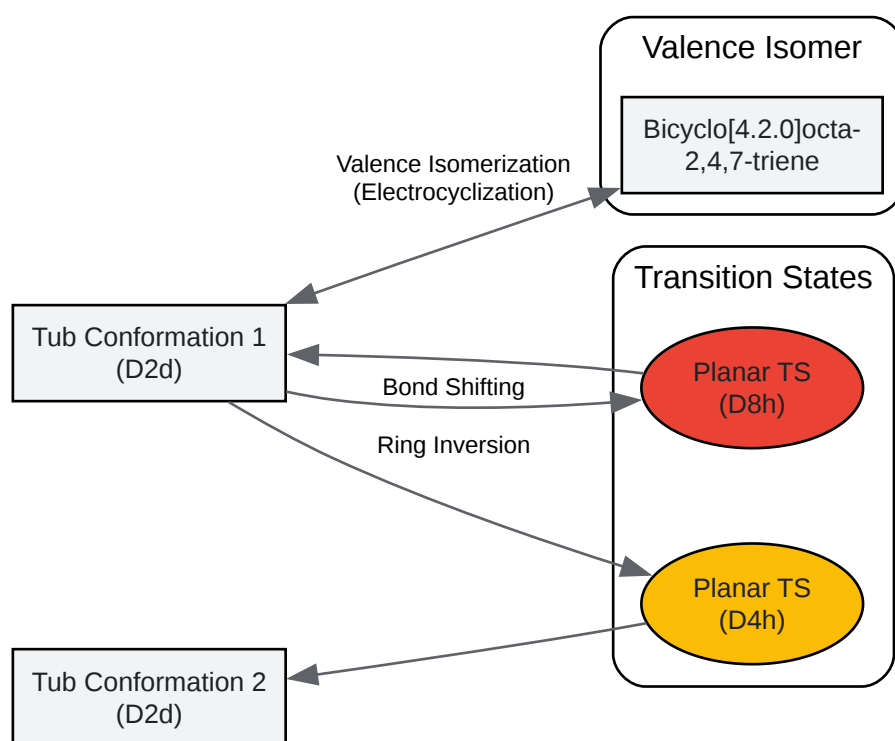 Valence Isomer
Bicyclo[4.2.0]octa-
2,4,7-triene
Valence Isomerization
(Electrocyclization)
Transition States
Tub Conformation 1
(D2d)
Planar TS
(D8h)
Bond Shifting
Ring Inversion
Planar TS
(D4h)
Tub Conformation 2
(D2d)